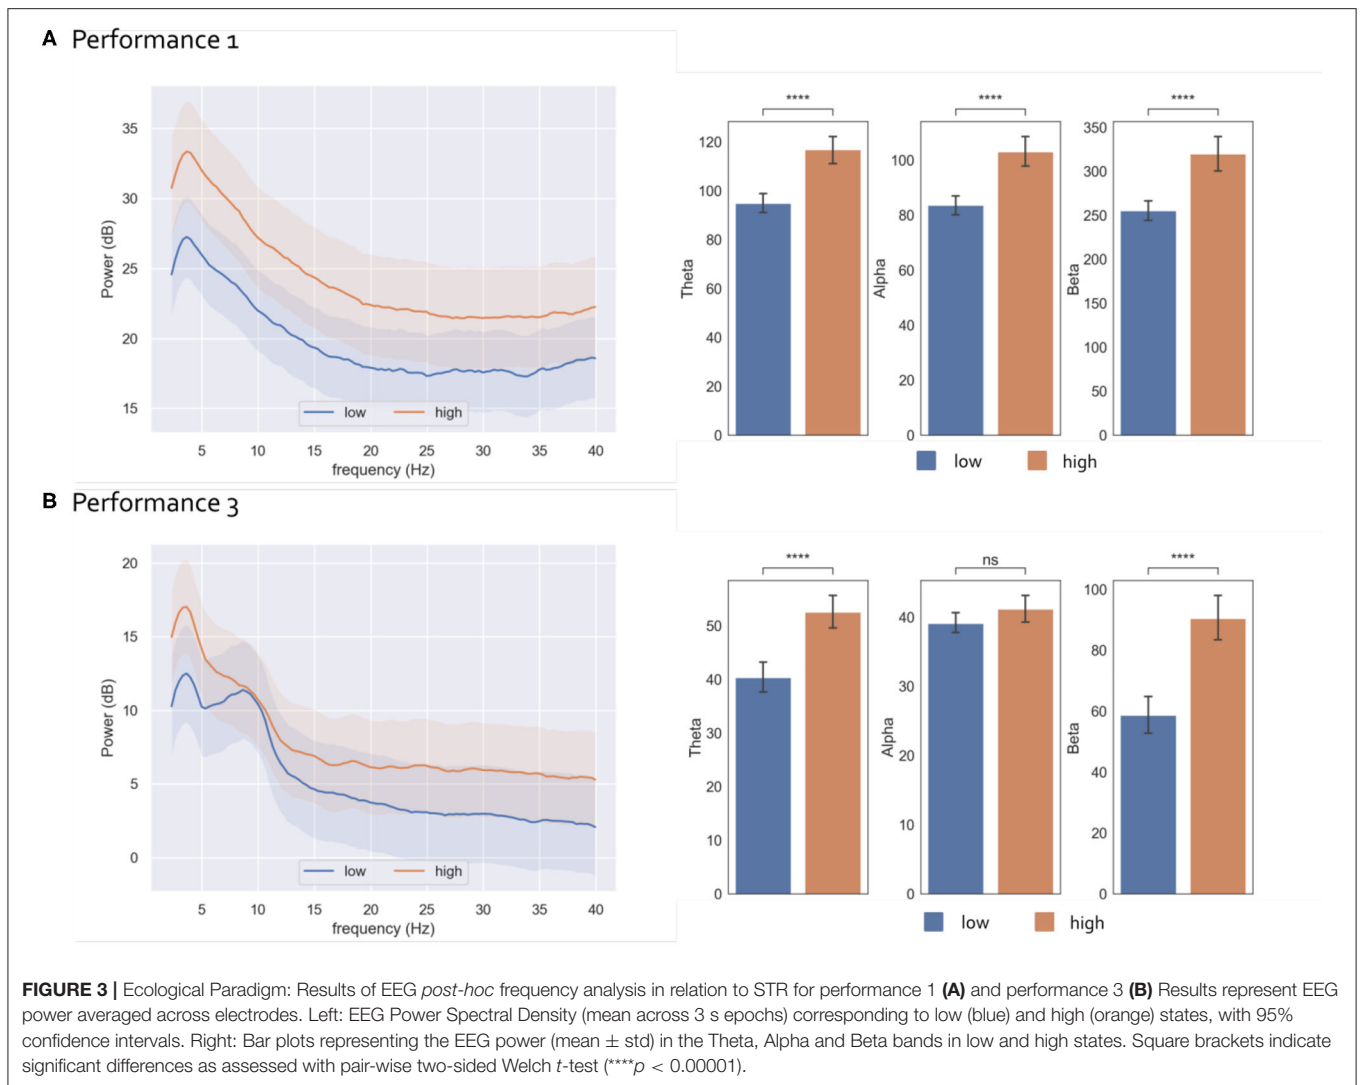 A Performance 1
35
30
25
20
15
Power (dB)
low high
5 10 15 20 25 30 35 40
frequency (Hz)
****
120
100
80
60
40
20
0
Theta
****
100
80
60
40
20
0
Alpha
****
350
300
250
200
150
100
50
0
Beta
low high
B Performance 3
20
15
10
5
0
Power (dB)
low high
5 10 15 20 25 30 35 40
frequency (Hz)
****
50
40
30
20
10
0
Theta
ns
40
30
20
10
0
Alpha
****
100
80
60
40
20
0
Beta
low high
FIGURE 3 | Ecological Paradigm: Results of EEG post-hoc frequency analysis in relation to STR for performance 1 (A) and performance 3 (B) Results represent EEG
power averaged across electrodes. Left: EEG Power Spectral Density (mean across 3 s epochs) corresponding to low (blue) and high (orange) states, with 95%
confidence intervals. Right: Bar plots representing the EEG power (mean ± std) in the Theta, Alpha and Beta bands in low and high states. Square brackets indicate
significant differences as assessed with pair-wise two-sided Welch t-test (****p < 0.00001).